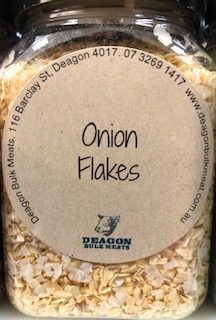 Deagon Bulk Meats, 116 Barclay St, Deagon 4017. 07 3269 1417 www.deagonbulkmeat.com.au
Onion
Flakes
DEAGON
BULK MEATS